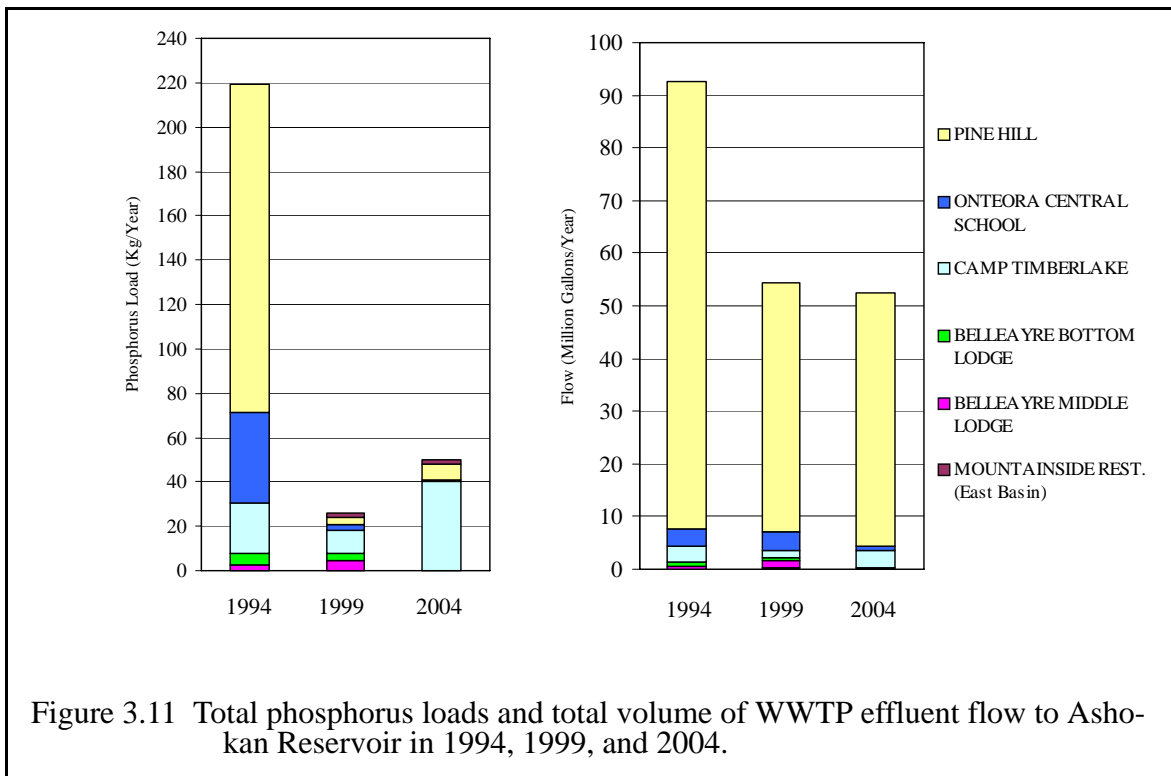 240
220
200
180
160
140
120
100
80
60
40
20
0
Phosphorus Load (Kg/Year)
1994 1999 2004
100
90
80
70
60
50
40
30
20
10
0
Flow (Million Gallons/Year)
1994 1999 2004
PINE HILL
ONTEORA CENTRAL
SCHOOL
CAMP TIMBERLAKE
BELLEAYRE BOTTOM
LODGE
BELLEAYRE MIDDLE
LODGE
MOUNTAINSIDE REST.
(East Basin)
Figure 3.11 Total phosphorus loads and total volume of WWTP effluent flow to Asho-
kan Reservoir in 1994, 1999, and 2004.